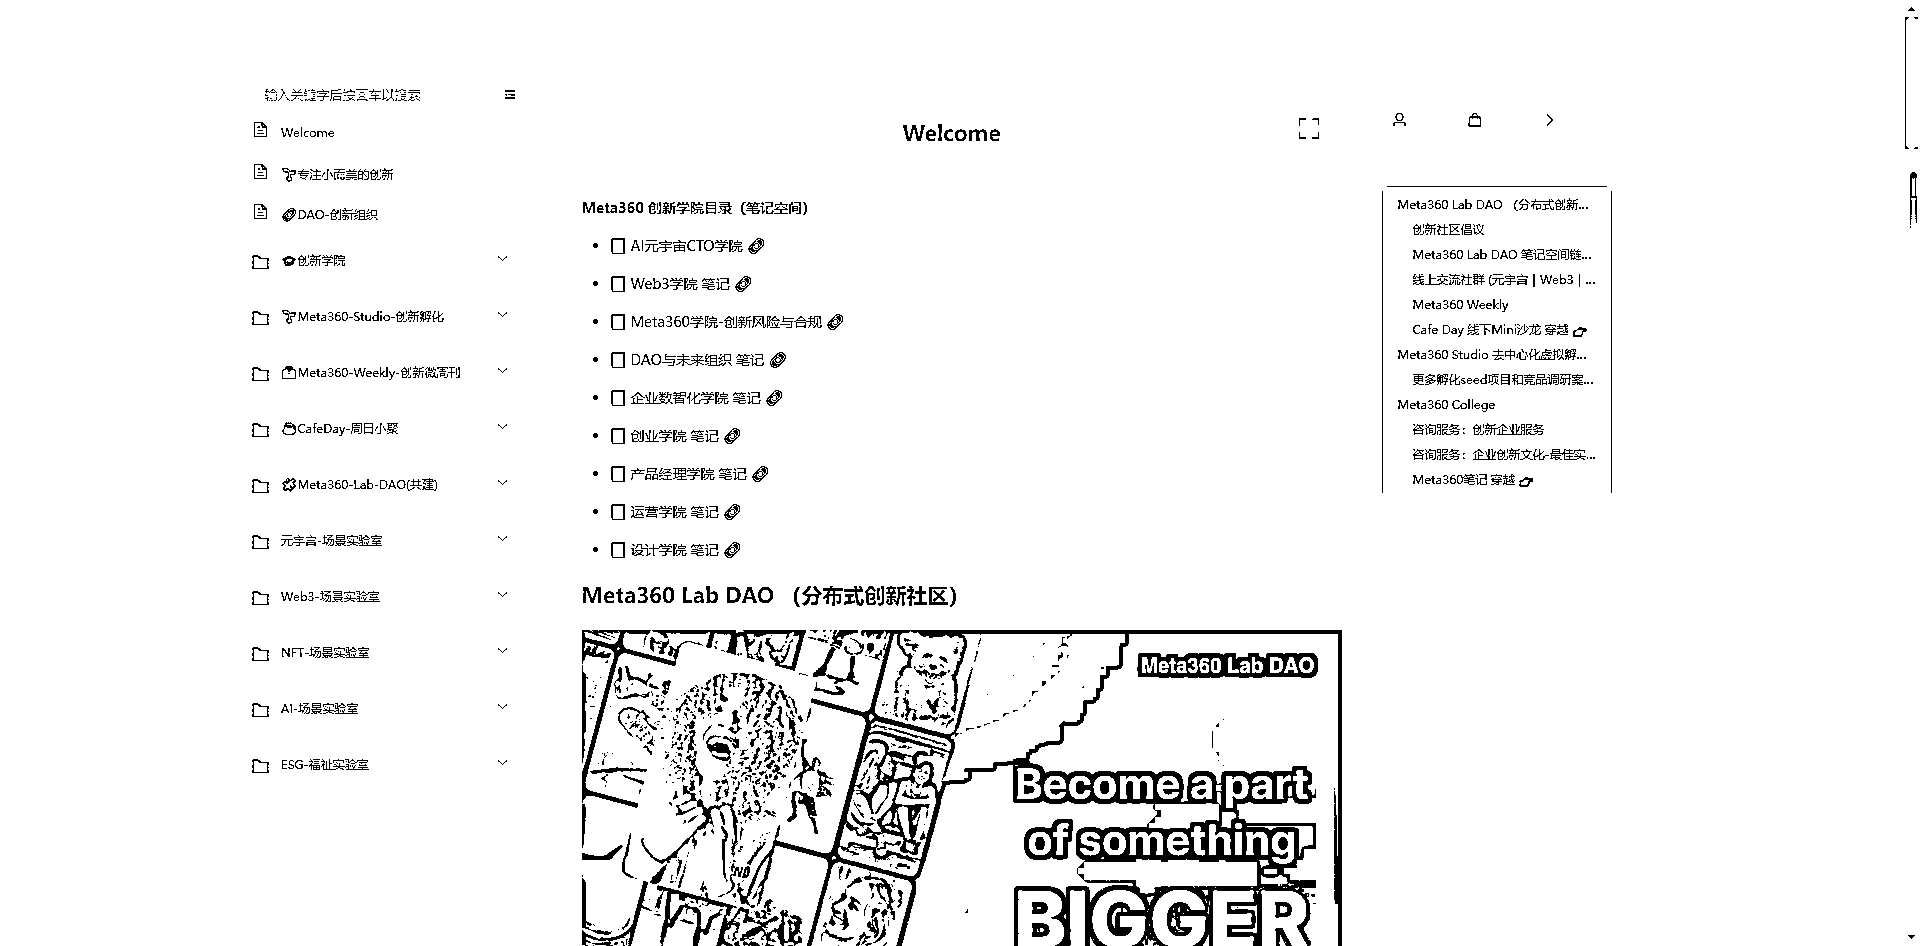 输入关键字后按回车以搜索
Welcome
专注小而美的创新
DAO-创新组织
创新学院
Meta360-Studio-创新孵化
Meta360-Weekly-创新微周刊
CafeDay-周日小聚
Meta360-Lab-DAO(共建)
元宇宙-场景实验室
Web3-场景实验室
NFT-场景实验室
AI-场景实验室
ESG-福祉实验室
Welcome
Meta360 创新学院目录（笔记空间）
AI元宇宙CTO学院
Web3学院 笔记
Meta360学院-创新风险与合规
DAO与未来组织 笔记
企业数智化学院 笔记
创业学院 笔记
产品经理学院 笔记
运营学院 笔记
设计学院 笔记
Meta360 Lab DAO （分布式创新社区）
Meta360 Lab DAO
Become a part
of something
BIGGER
Meta360 Lab DAO （分布式创新...
创新社区倡议
Meta360 Lab DAO 笔记空间链...
线上交流社群 (元宇宙 | Web3 | ...
Meta360 Weekly
Cafe Day 线下Mini沙龙 穿越
Meta360 Studio 去中心化虚拟孵...
更多孵化seed项目和竞品调研案...
Meta360 College
咨询服务：创新企业服务
咨询服务：企业创新文化-最佳实...
Meta360笔记 穿越